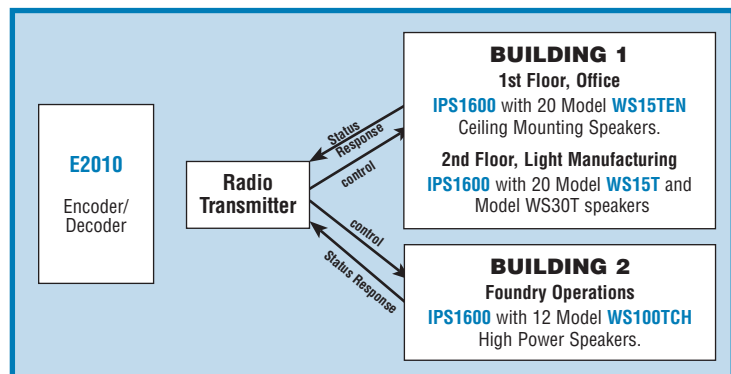 E2010
Encoder/
Decoder
Radio
Transmitter
Status
Response
control
control
Status Response
BUILDING 1
1st Floor, Office
IPS1600 with 20 Model WS15TEN
Ceiling Mounting Speakers.
2nd Floor, Light Manufacturing
IPS1600 with 20 Model WS15T and
Model WS30T speakers
BUILDING 2
Foundry Operations
IPS1600 with 12 Model WS100TCH
High Power Speakers.